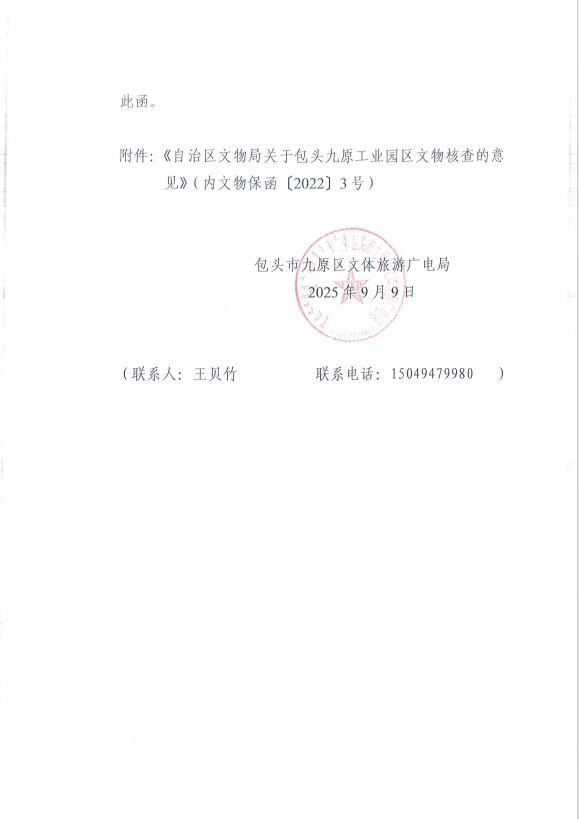 此函。
附件:《自治区文物局关于包头九原工业园区文物核查的意
见》(内文物保函〔2022〕3号)
包头市九原区文体旅游广电局
2025年9月9日
(联系人: 王贝竹 联系电话: 15049479980 )